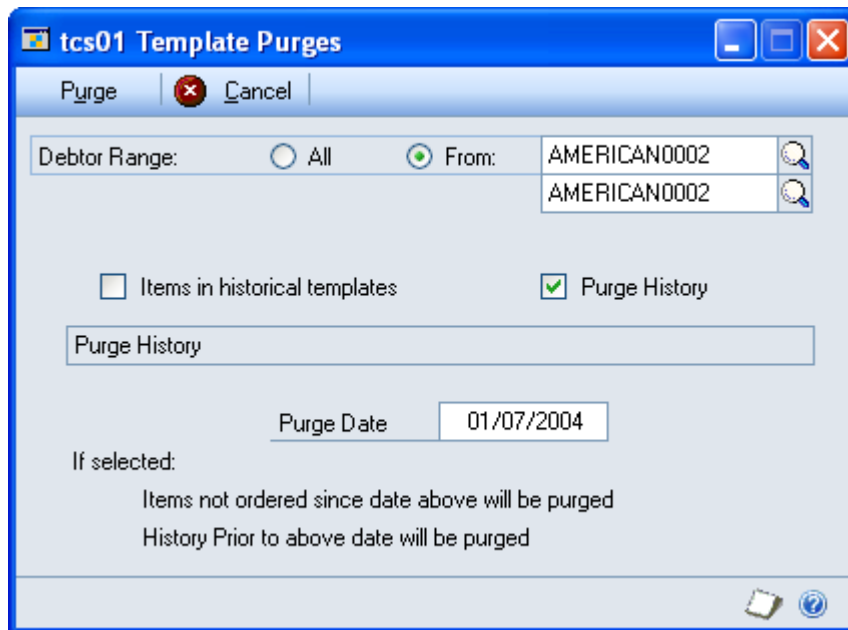 tcs01 Template Purges
Purge Cancel
Debtor Range: All From: AMERICAN0002
AMERICAN0002
Items in historical templates Purge History
Purge History
Purge Date 01/07/2004
If selected:
Items not ordered since date above will be purged
History Prior to above date will be purged